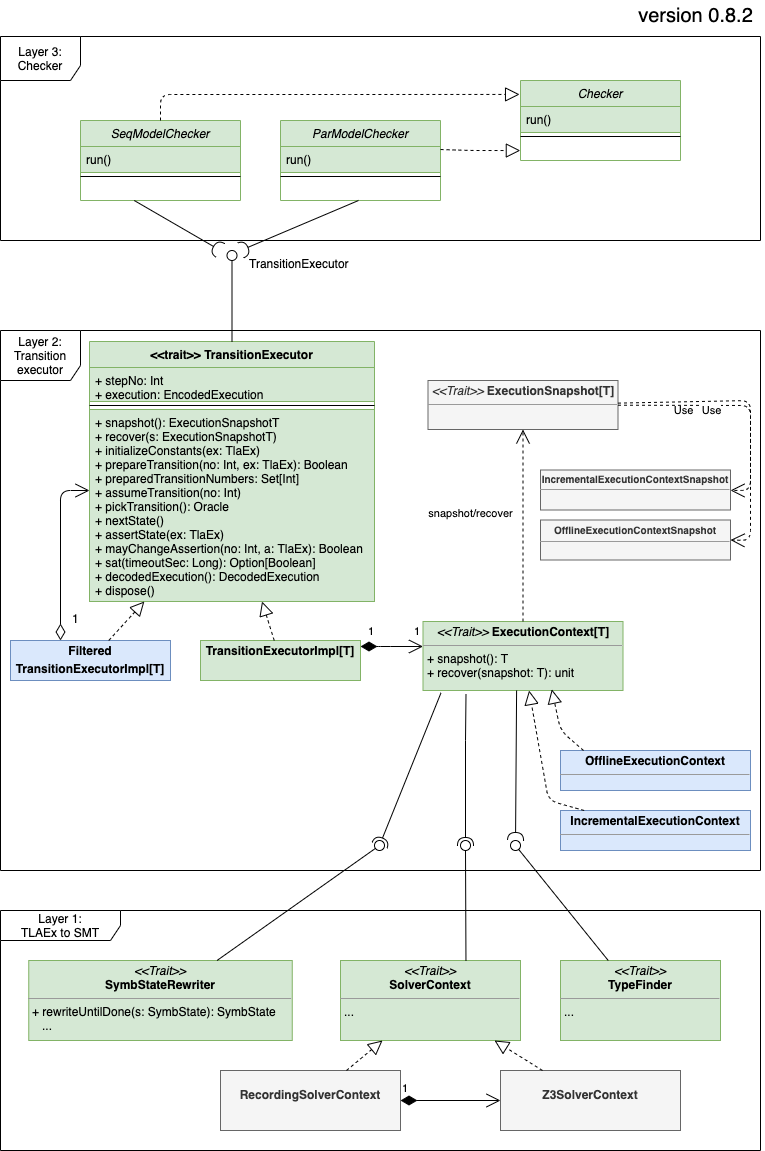 version 0.8.2
Layer 3:
Checker
Checker
run()
SeqModelChecker
run()
ParModelChecker
run()
TransitionExecutor
Layer 2:
Transition
executor
<<trait>> TransitionExecutor
+ stepNo: Int
+ execution: EncodedExecution
+ snapshot(): ExecutionSnapshotT
+ recover(s: ExecutionSnapshotT)
+ initializeConstants(ex: TlaEx)
+ prepareTransition(no: Int, ex: TlaEx): Boolean
+ preparedTransitionNumbers: Set[Int]
+ assumeTransition(no: Int)
+ pickTransition(): Oracle
+ nextState()
+ assertState(ex: TlaEx)
+ mayChangeAssertion(no: Int, a: TlaEx): Boolean
+ sat(timeoutSec: Long): Option[Boolean]
+ decodedExecution(): DecodedExecution
+ dispose()
<<Trait>> ExecutionSnapshot[T]
Use Use
IncrementalExecutionContextSnapshot
OfflineExecutionContextSnapshot
snapshot/recover
1
Filtered
TransitionExecutorImpl[T]
TransitionExecutorImpl[T]
1
1
<<Trait>> ExecutionContext[T]
+ snapshot(): T
+ recover(snapshot: T): unit
OfflineExecutionContext
IncrementalExecutionContext
Layer 1:
TLAEx to SMT
<<Trait>>
SymbStateRewriter
+ rewriteUntilDone(s: SymbState): SymbState
...
<<Trait>>
SolverContext
...
<<Trait>>
TypeFinder
...
RecordingSolverContext
1
Z3SolverContext